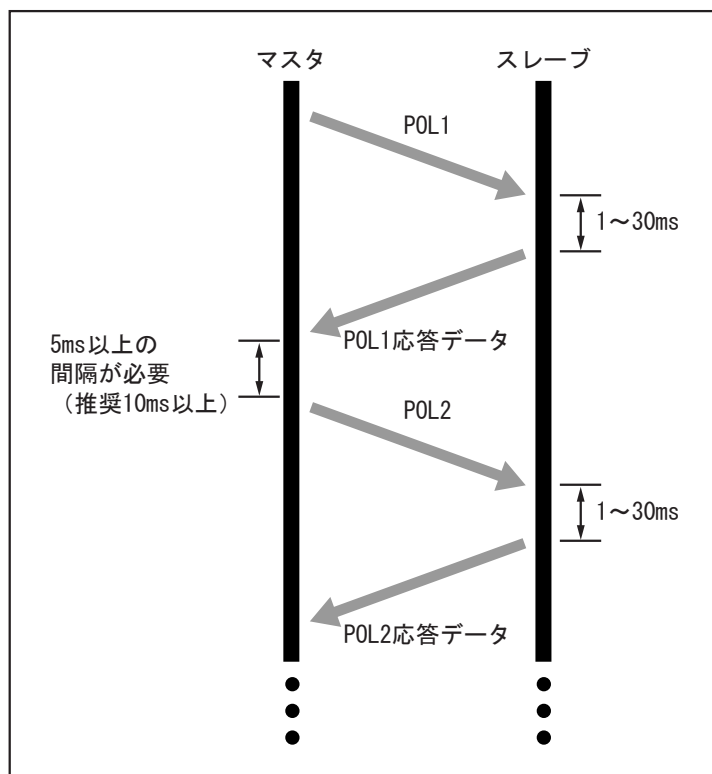 マスタ
スレーブ
POL1
1～30ms
POL1応答データ
5ms以上の
間隔が必要
（推奨10ms以上）
POL2
1～30ms
POL2応答データ